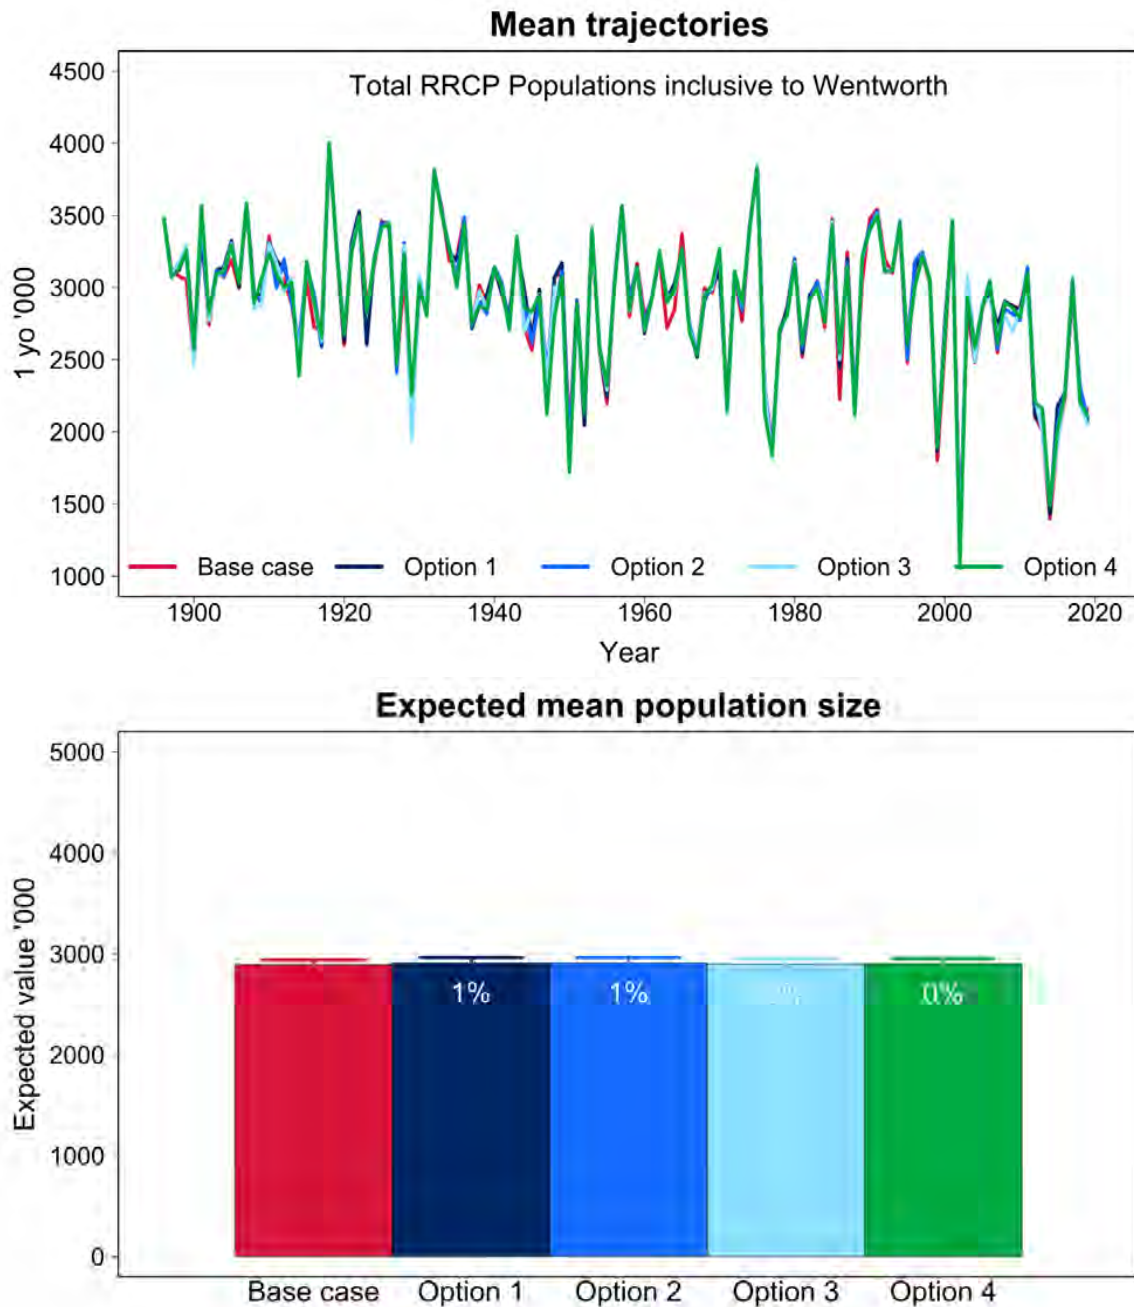 Mean trajectories
4500
Total RRCP Populations inclusive to Wentworth
4000
3500
3000
2500
2000
1500
1000
1 yo '000
Base case Option 1 Option 2 Option 3 Option 4
1900 1920 1940 1960 1980 2000 2020
Year
Expected mean population size
5000
4000
3000
2000
1000
0
Expected value '000
1% 1% 0%
Base case Option 1 Option 2 Option 3 Option 4